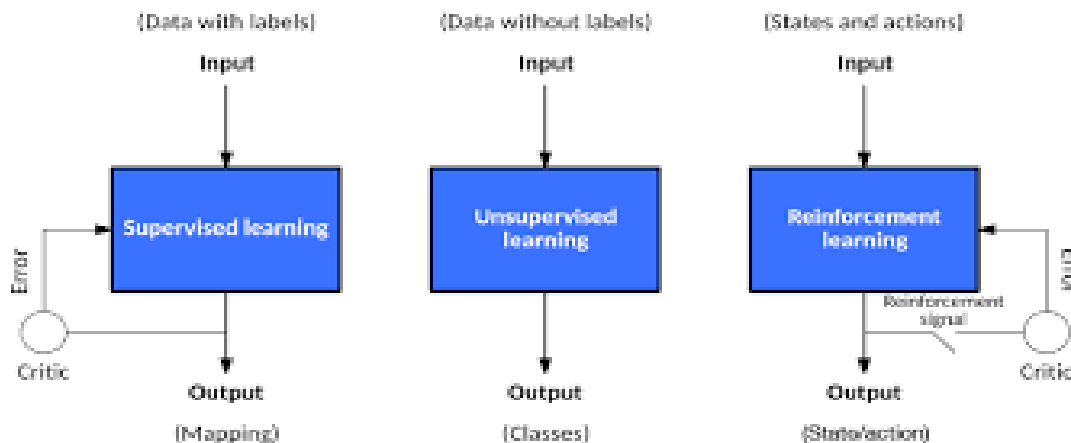 (Data with labels)
Input
Supervised learning
Error
Critic
Output
(Mapping)
(Data without labels)
Input
Unsupervised
learning
Output
(Classes)
(States and actions)
Input
Reinforcement
learning
Reinforcement
signal
Critic
Output
(State/action)